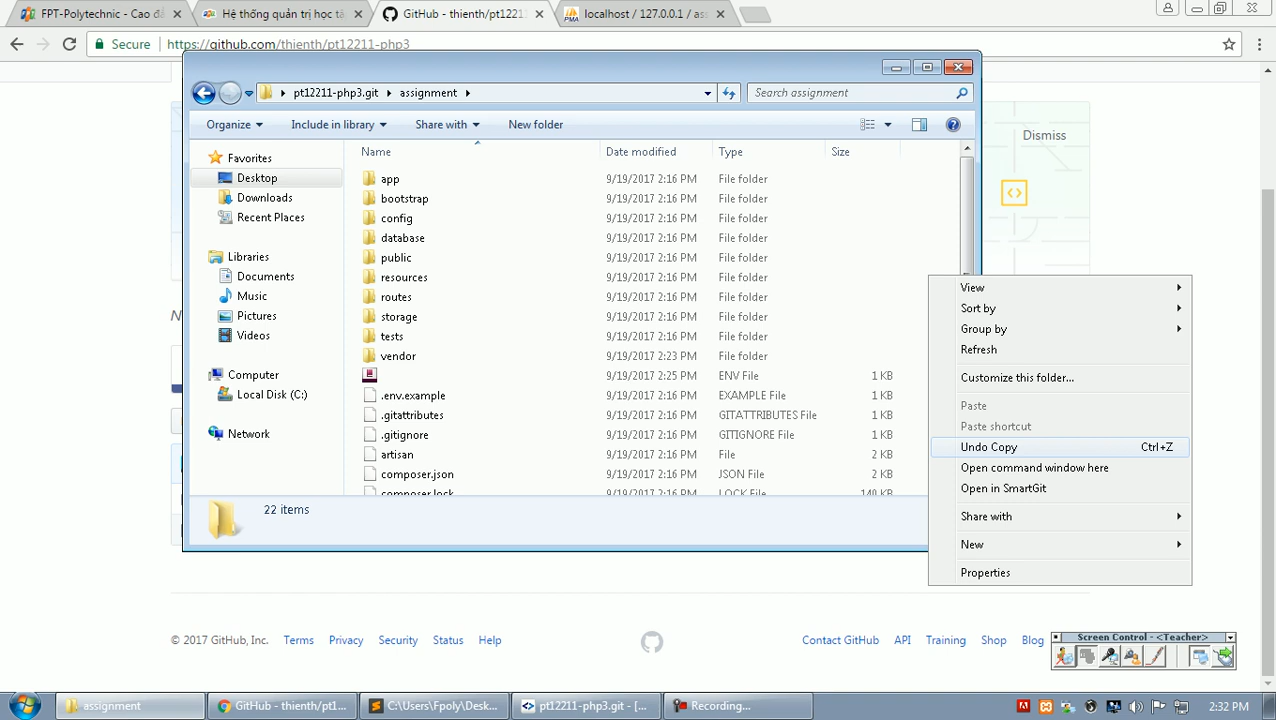 FPT-Polytechnic - Cao đẳ
Hệ thống quản trị học tậ
GitHub - thienth/pt12211
localhost / 127.0.0.1 / ass
Secure
https://github.com/thienth/pt12211-php3
pt12211-php3.git
assignment
Search assignment
Organize
Include in library
Share with
New folder
Dismiss
Favorites
Desktop
Downloads
Recent Places
Libraries
Documents
Music
Pictures
Videos
Computer
Local Disk (C:)
Network
Name Date modified Type Size
app 9/19/2017 2:16 PM File folder
bootstrap 9/19/2017 2:16 PM File folder
config 9/19/2017 2:16 PM File folder
database 9/19/2017 2:16 PM File folder
public 9/19/2017 2:16 PM File folder
resources 9/19/2017 2:16 PM File folder
routes 9/19/2017 2:16 PM File folder
storage 9/19/2017 2:16 PM File folder
tests 9/19/2017 2:16 PM File folder
vendor 9/19/2017 2:23 PM File folder
9/19/2017 2:25 PM ENV File 1 KB
.env.example 9/19/2017 2:16 PM EXAMPLE File 1 KB
.gitattributes 9/19/2017 2:16 PM GITATTRIBUTES File 1 KB
.gitignore 9/19/2017 2:16 PM GITIGNORE File 1 KB
artisan 9/19/2017 2:16 PM File 2 KB
composer.json 9/19/2017 2:16 PM JSON File 2 KB
composer.lock 9/19/2017 2:16 PM LOCK File 140 KB
22 items
View
Sort by
Group by
Refresh
Customize this folder...
Paste
Paste shortcut
Undo Copy Ctrl+Z
Open command window here
Open in SmartGit
Share with
New
Properties
N
© 2017 GitHub, Inc. Terms Privacy Security Status Help
Contact GitHub API Training Shop Blog
Screen Control - <Teacher>
assignment
GitHub - thienth/pt1...
C:\Users\Fpoly\Desk...
pt12211-php3.git - [...
Recording...
2:32 PM